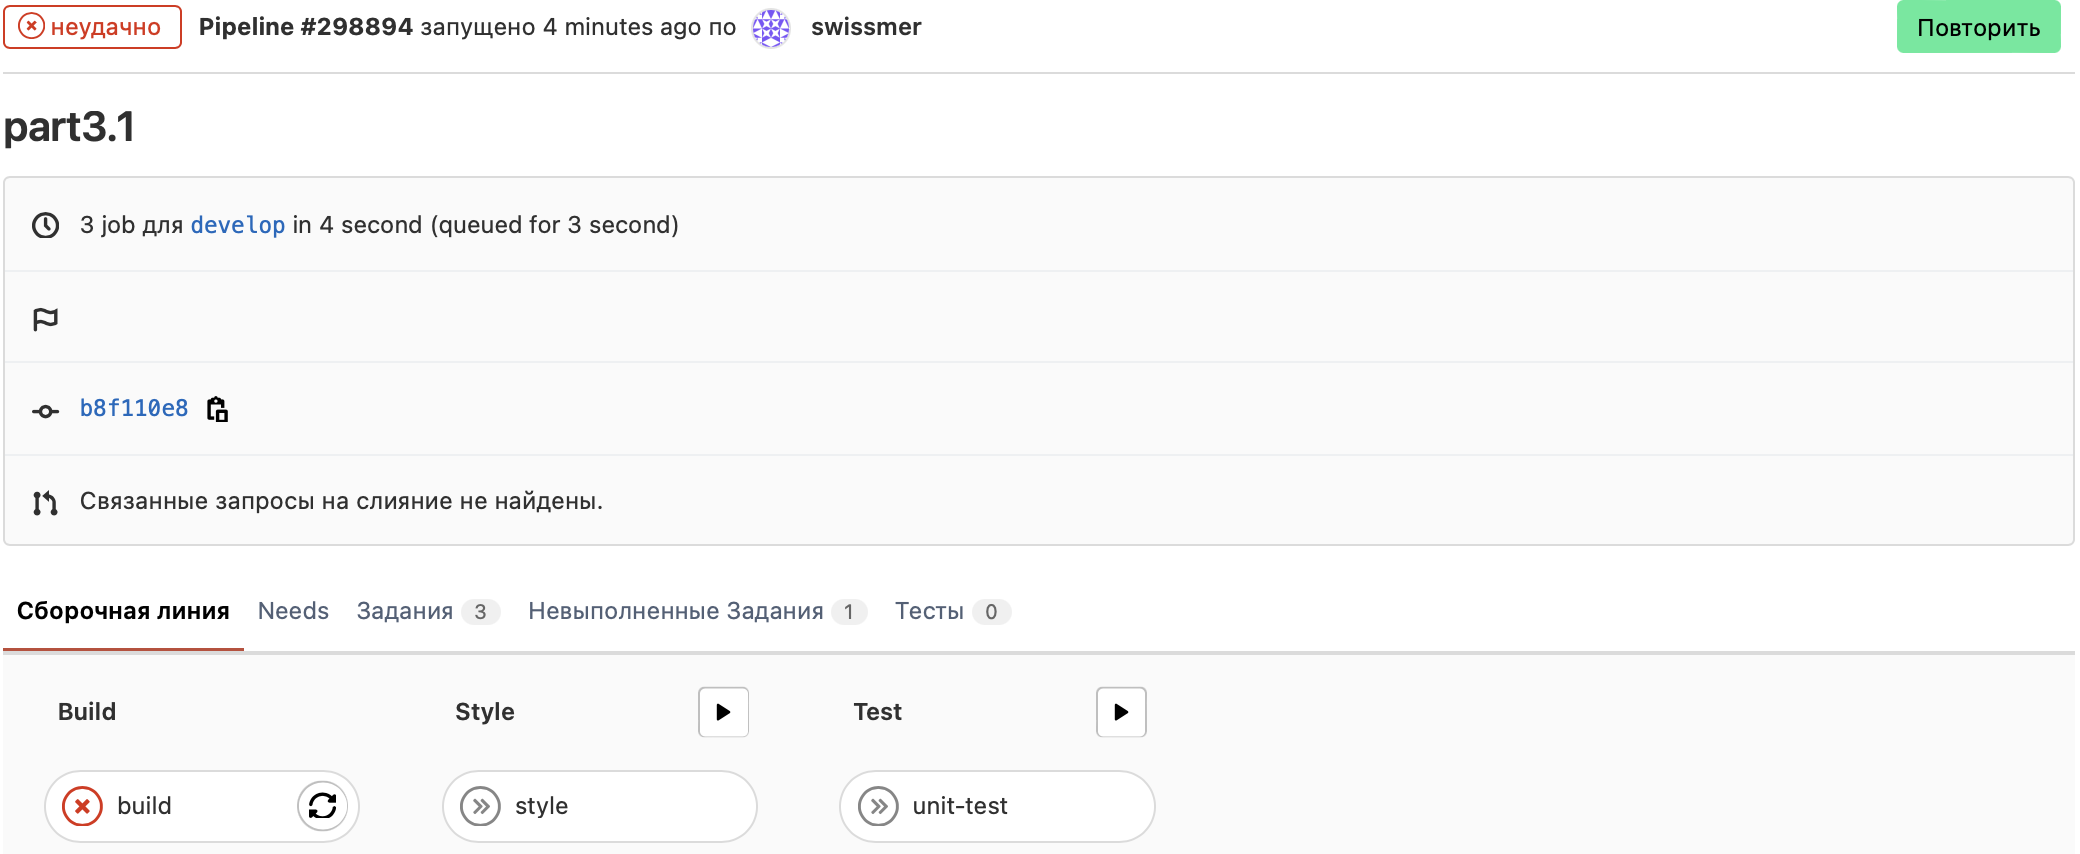 неудачно Pipeline #298894 запущено 4 minutes ago по swissmer Повторить
part3.1
3 job для develop in 4 second (queued for 3 second)
b8f110e8
Связанные запросы на слияние не найдены.
Сборочная линия Needs Задания 3 Невыполненные Задания 1 Тесты 0
Build Style Test
build style unit-test